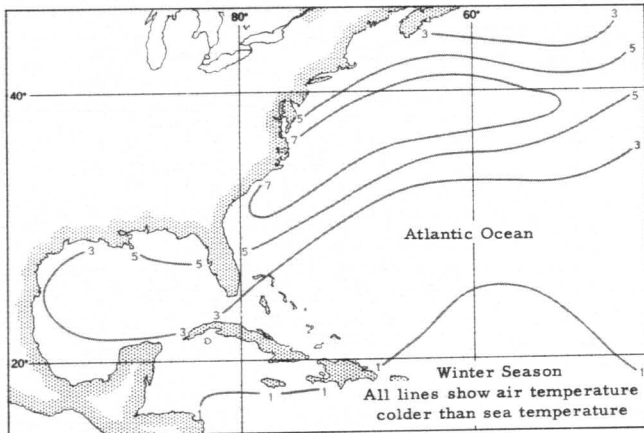 80° 60°
3 3
5
40°
5 5
7
3
7
Atlantic Ocean
3 5 5 5
3 3
20°
1 1
Winter Season
All lines show air temperature
colder than sea temperature
1 1 1